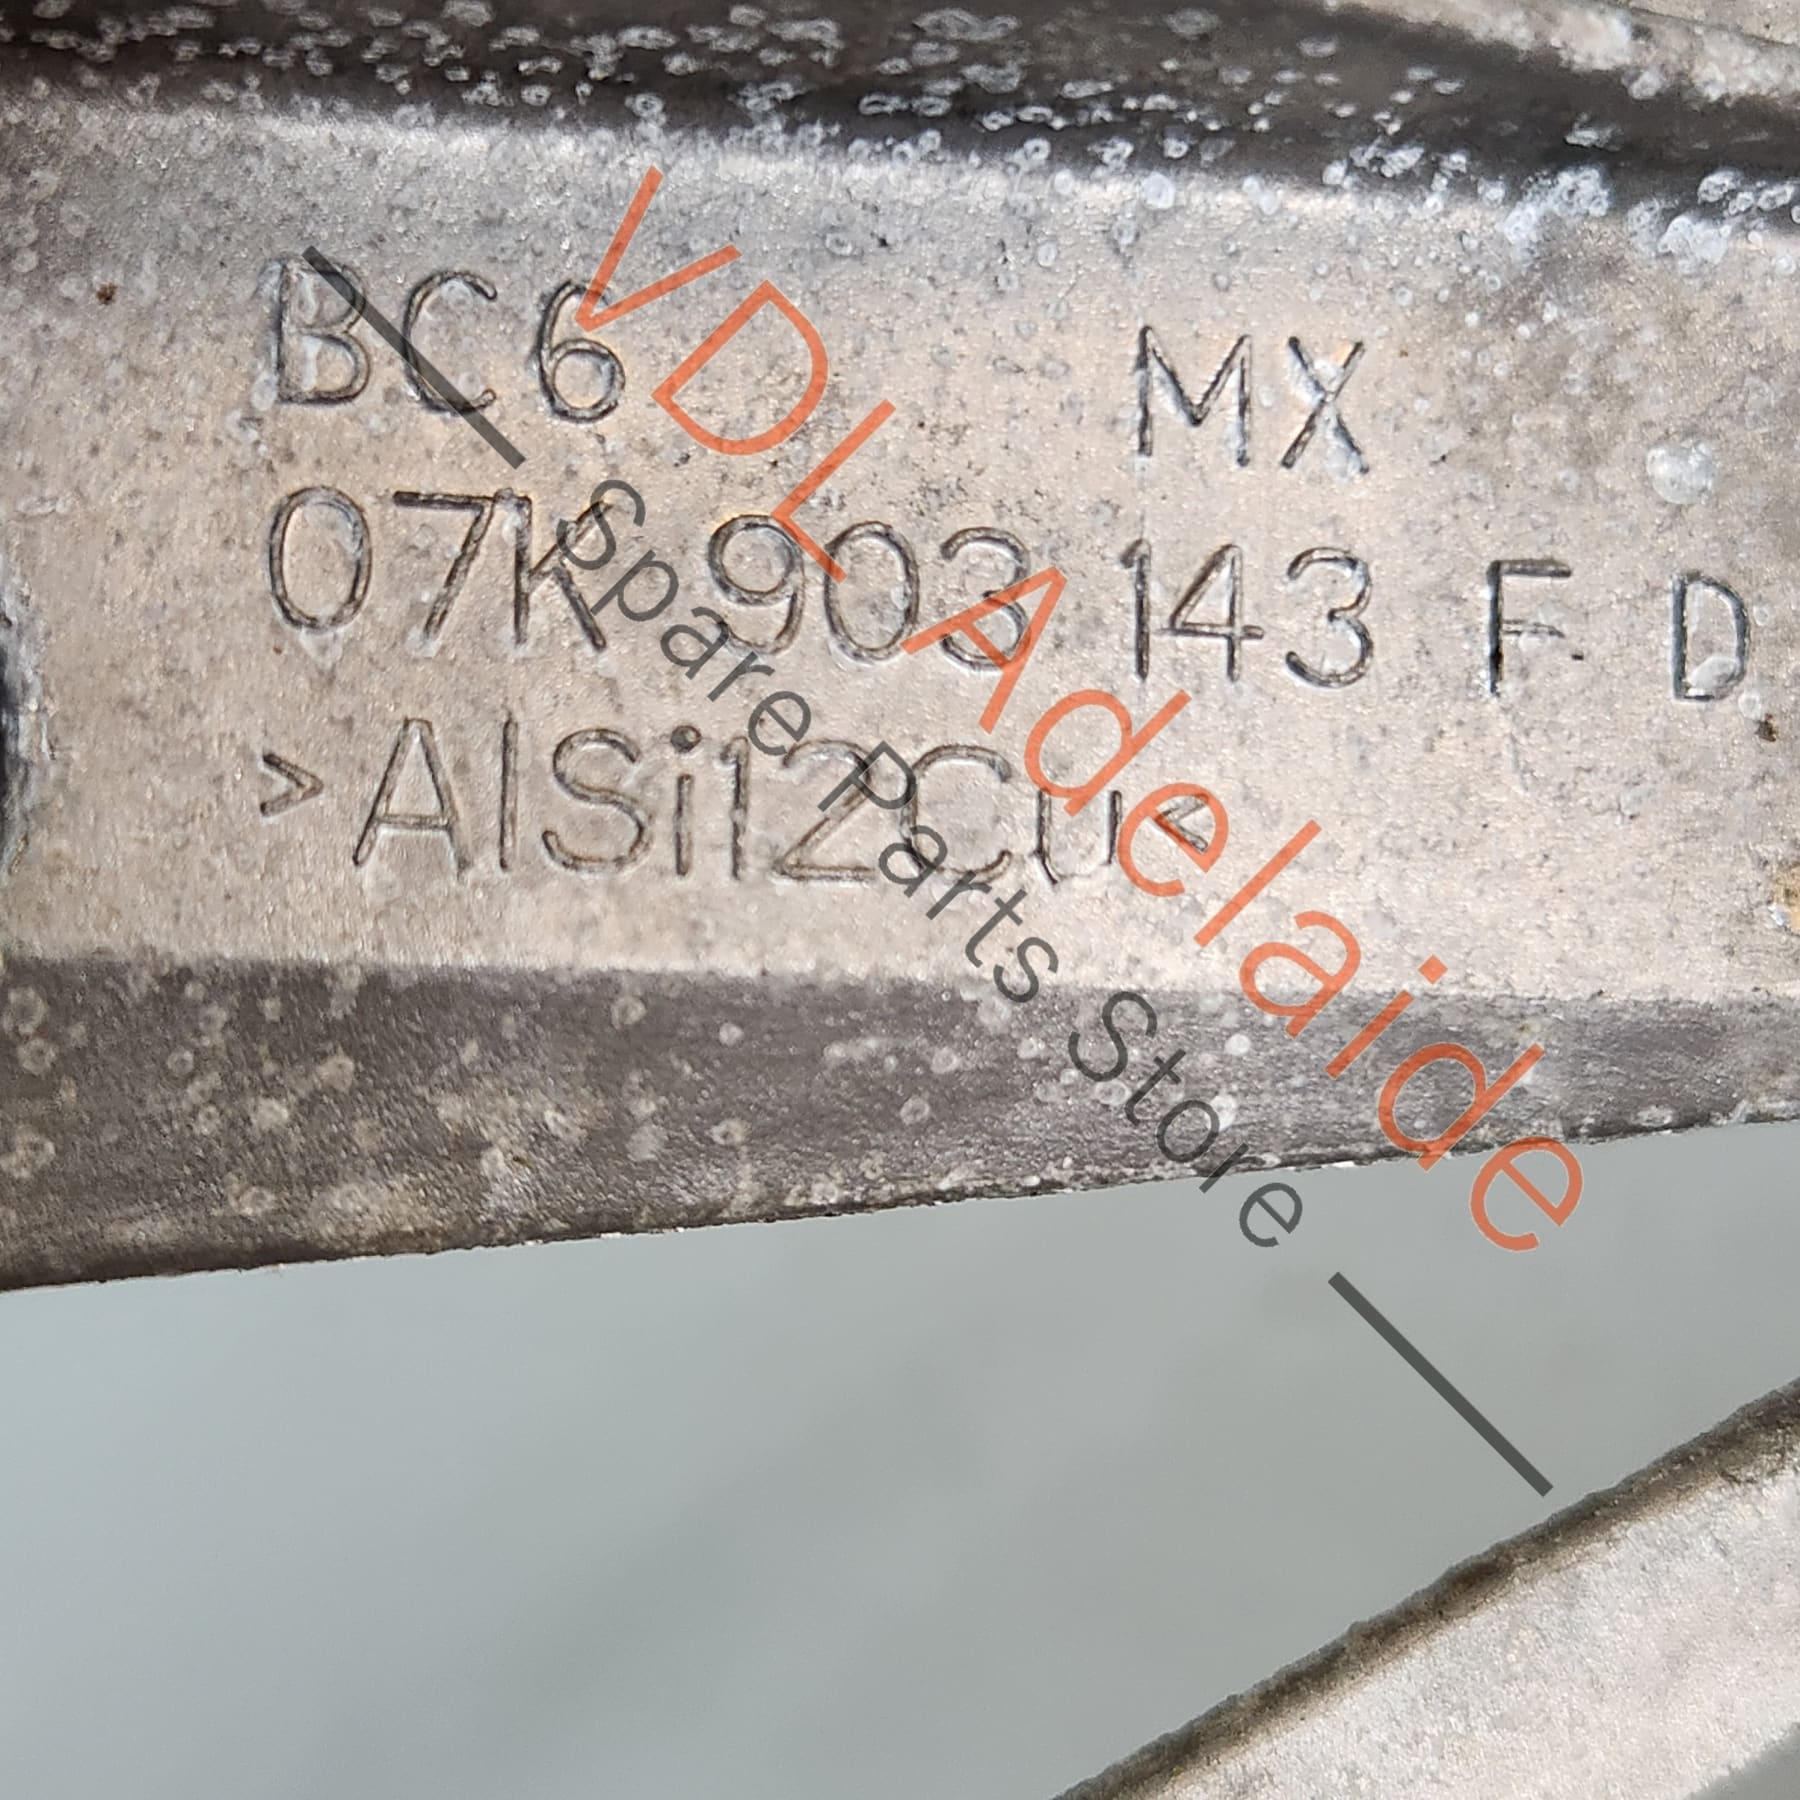 BC6 MX
07K 903 143 F D
>AlSi12Cu<
VDL Adelaide
Spare Parts Store